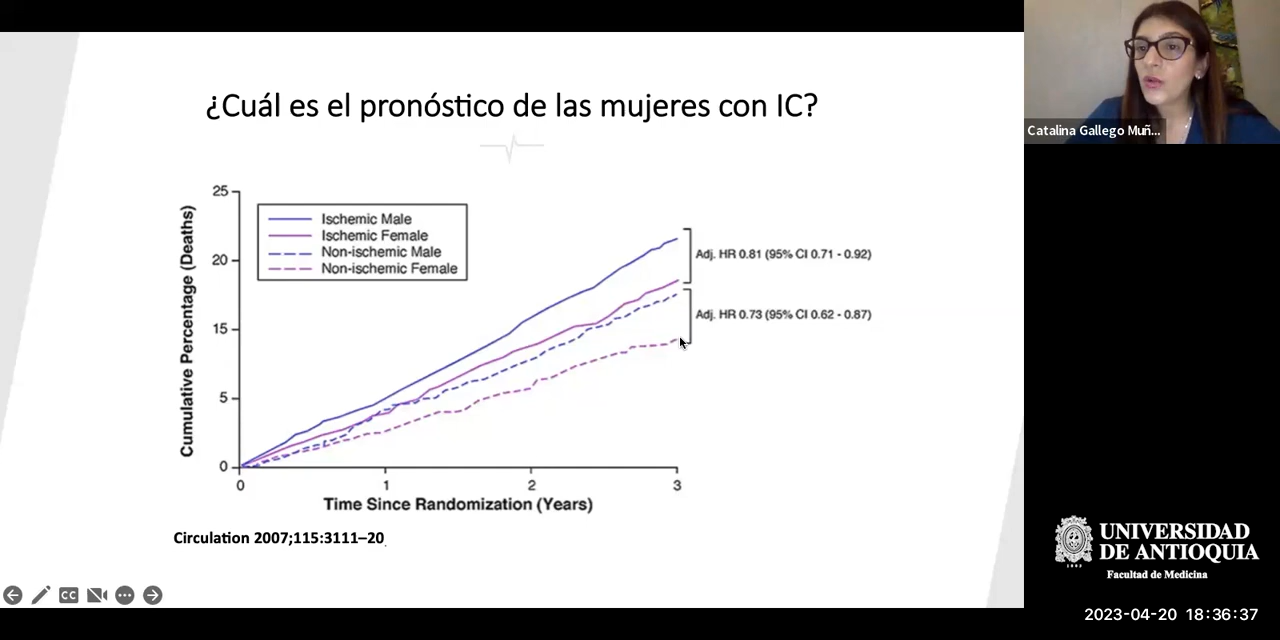 ¿Cuál es el pronóstico de las mujeres con IC?
Catalina Gallego Muñ...
25
20
15
5
0
Cumulative Percentage (Deaths)
Ischemic Male
Ischemic Female
Non-ischemic Male
Non-ischemic Female
Adj. HR 0.81 (95% CI 0.71 - 0.92)
Adj. HR 0.73 (95% CI 0.62 - 0.87)
0 1 2 3
Time Since Randomization (Years)
Circulation 2007;115:3111–20
CC
UNIVERSIDAD
DE ANTIOQUIA
1803
Facultad de Medicina
2023-04-20 18:36:37